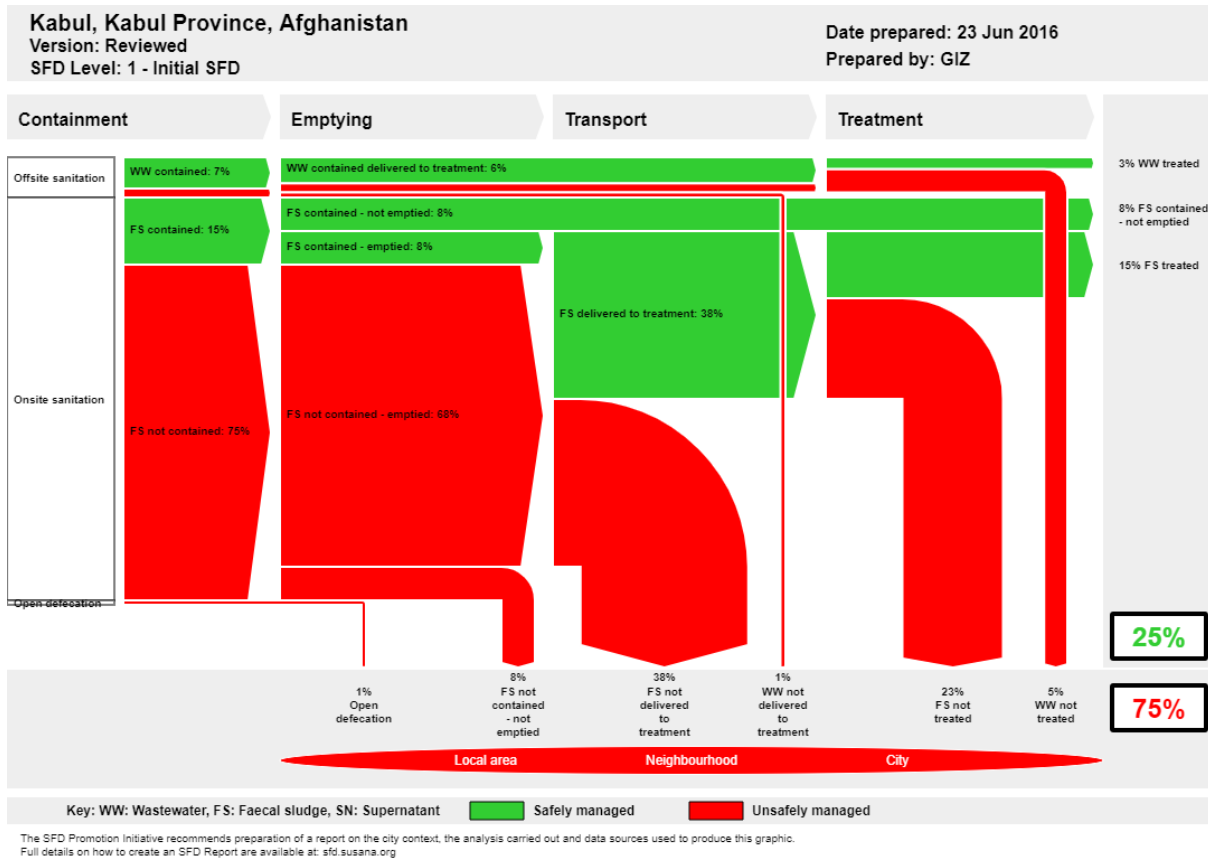 Kabul, Kabul Province, Afghanistan
Version: Reviewed
SFD Level: 1 - Initial SFD
Date prepared: 23 Jun 2016
Prepared by: GIZ
Containment
Emptying
Transport
Treatment
Offsite sanitation
WW contained: 7%
WW contained delivered to treatment: 6%
3% WW treated
FS contained: 15%
FS contained - not emptied: 8%
8% FS contained
- not emptied
FS contained - emptied: 8%
15% FS treated
FS delivered to treatment: 38%
Onsite sanitation
FS not contained: 75%
FS not contained - emptied: 68%
Open defecation
25%
75%
1%
Open
defecation
8%
FS not
contained
- not
emptied
38%
FS not
delivered
to
treatment
1%
WW not
delivered
to
treatment
23%
FS not
treated
5%
WW not
treated
Local area
Neighbourhood
City
Key: WW: Wastewater, FS: Faecal sludge, SN: Supernatant
Safely managed
Unsafely managed
The SFD Promotion Initiative recommends preparation of a report on the city context, the analysis carried out and data sources used to produce this graphic.
Full details on how to create an SFD Report are available at: sfd.susana.org